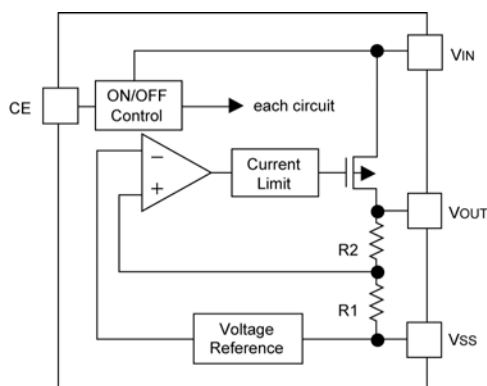 VIN
ON/OFF
Control
CE
each circuit
−
+
Current
Limit
VOUT
R2
R1
Voltage
Reference
VSS